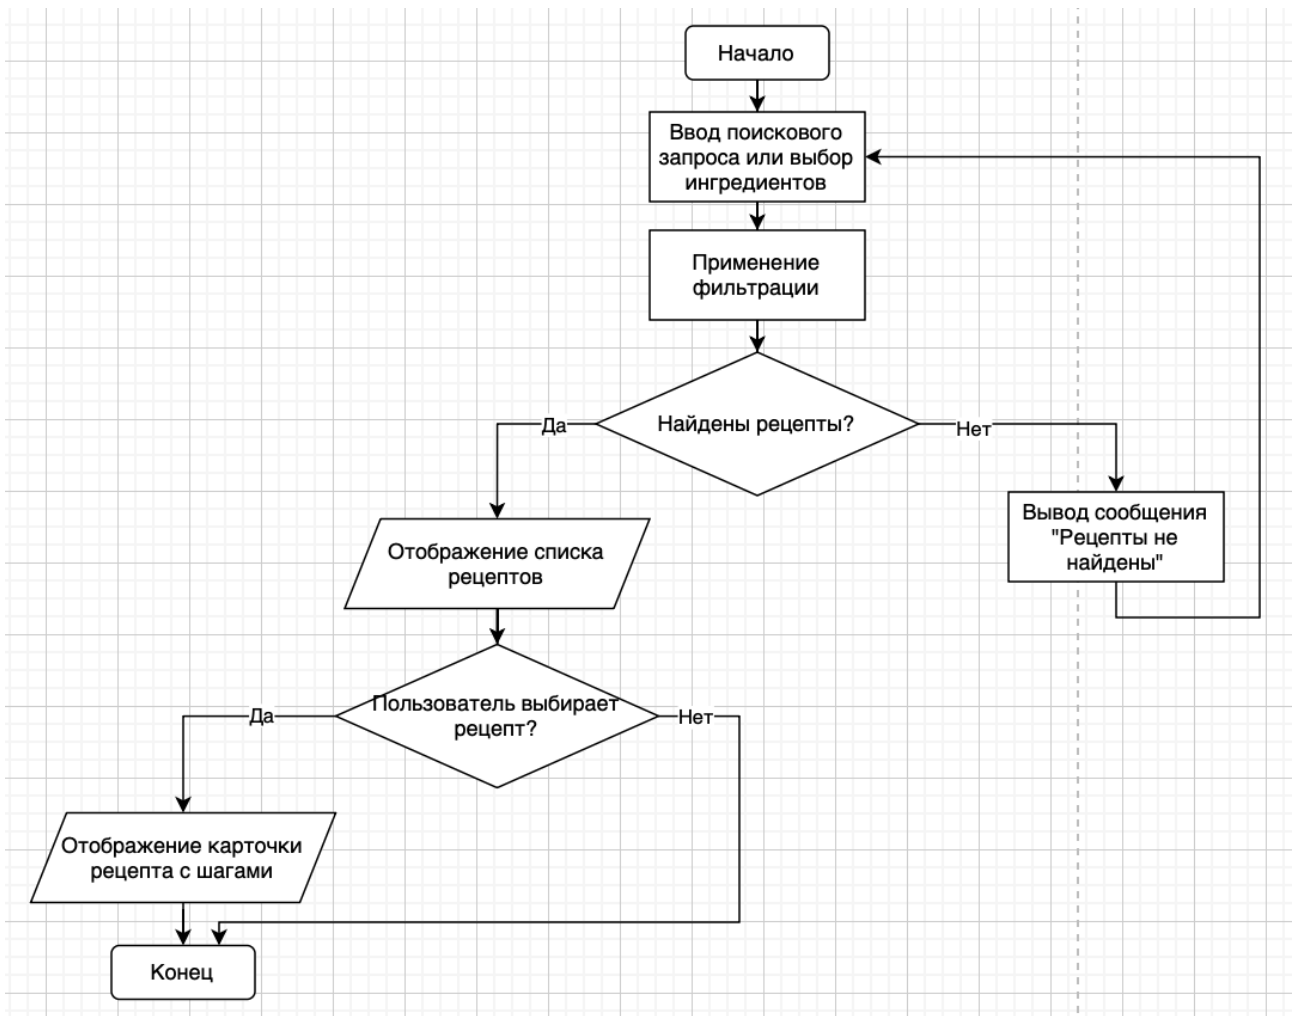 Начало
Ввод поискового
запроса или выбор
ингредиентов
Применение
фильтрации
Найдены рецепты?
Да
Нет
Вывод сообщения
"Рецепты не
найдены"
Отображение списка
рецептов
Пользователь выбирает
рецепт?
Да
Нет
Отображение карточки
рецепта с шагами
Конец